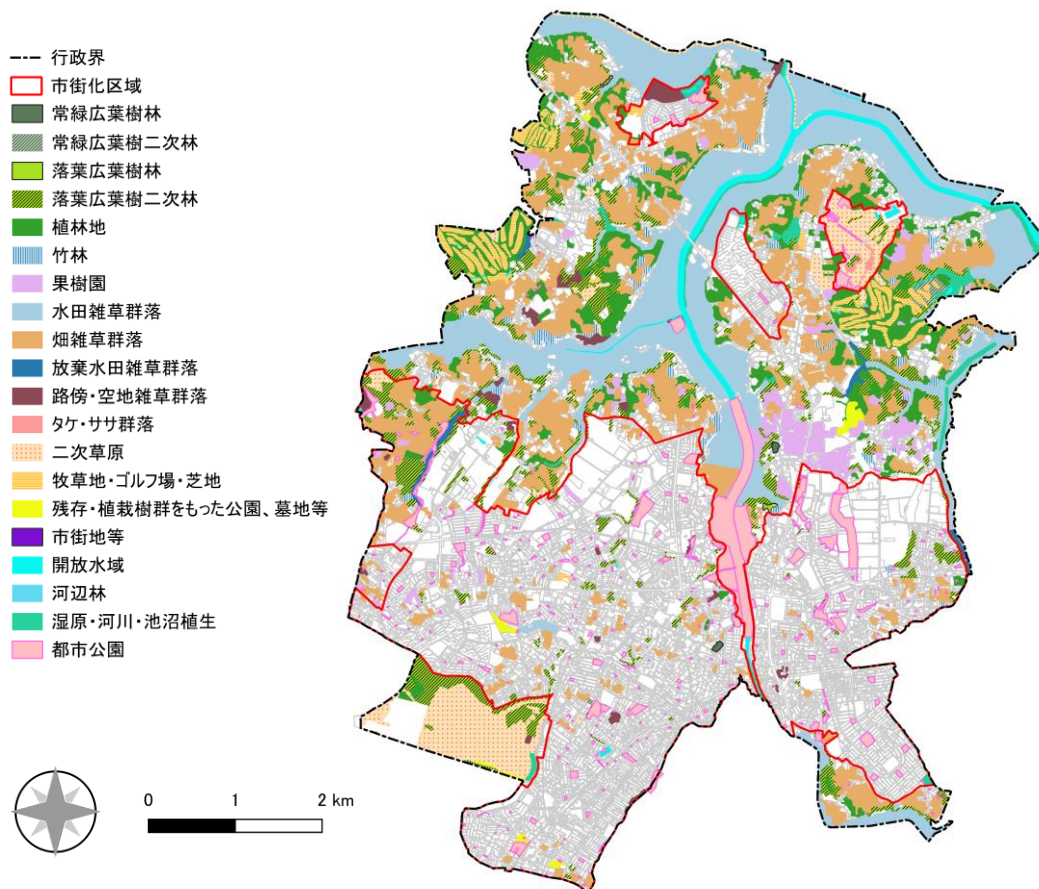 行政界
市街化区域
常緑広葉樹林
常緑広葉樹二次林
落葉広葉樹林
落葉広葉樹二次林
植林地
竹林
果樹園
水田雑草群落
畑雑草群落
放棄水田雑草群落
路傍・空地雑草群落
タケ・ササ群落
二次草原
牧草地・ゴルフ場・芝地
残存・植栽樹群をもった公園、墓地等
市街地等
開放水域
河辺林
湿原・河川・池沼植生
都市公園
0 1 2 km